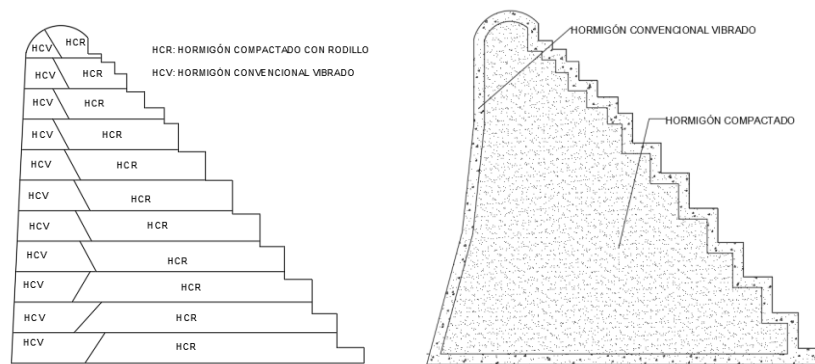 HCV HCR
HCR: HORMIGÓN COMPACTADO CON RODILLO
HCV HCR
HCV: HORMIGÓN CONVENCIONAL VIBRADO
HCV HCR
HCV HCR
HCV HCR
HCV HCR
HCV HCR
HCV HCR
HCV HCR
HCV HCR
HCV HCR
HORMIGÓN CONVENCIONAL VIBRADO
HORMIGÓN COMPACTADO